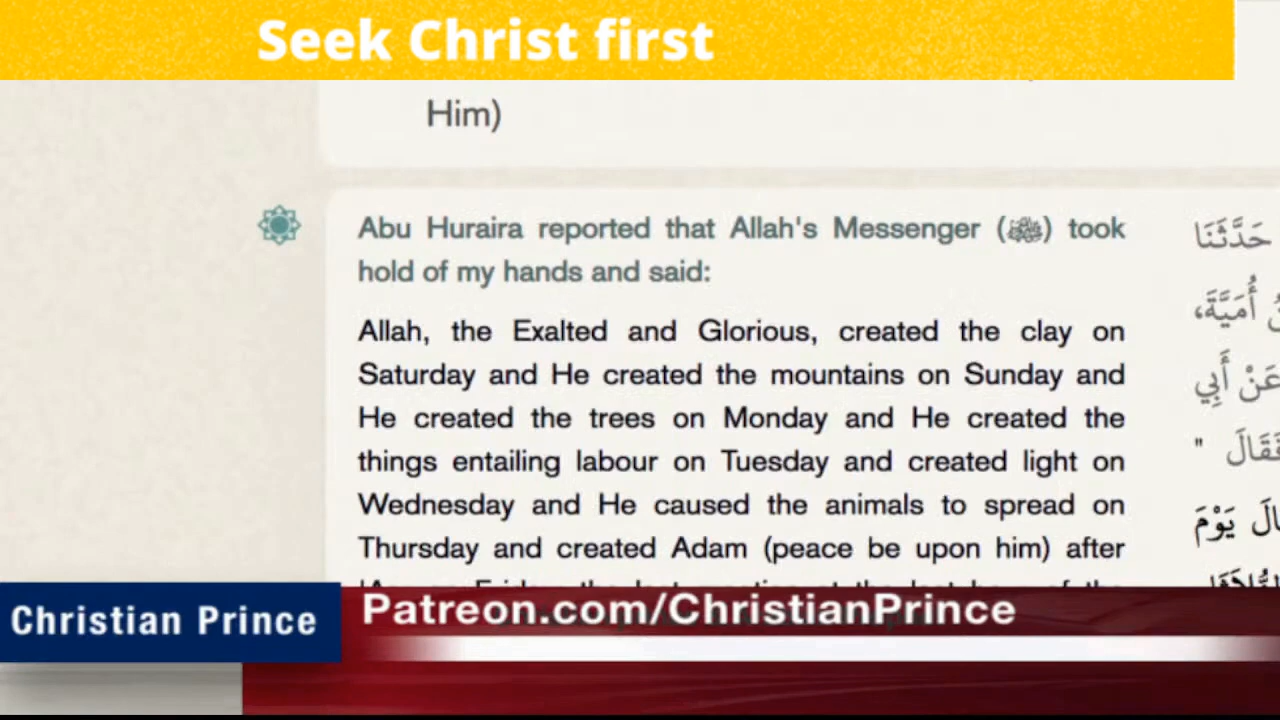 Seek Christ first
Him)
Abu Huraira reported that Allah's Messenger (ﷺ) took
hold of my hands and said:
Allah, the Exalted and Glorious, created the clay on
Saturday and He created the mountains on Sunday and
He created the trees on Monday and He created the
things entailing labour on Tuesday and created light on
Wednesday and He caused the animals to spread on
Thursday and created Adam (peace be upon him) after
حَدَّثَنَا
أُمَيَّةَ،
عَنْ أَبِي
فَقَالَ "
يَوْمَ
Christian Prince
Patreon.com/ChristianPrince